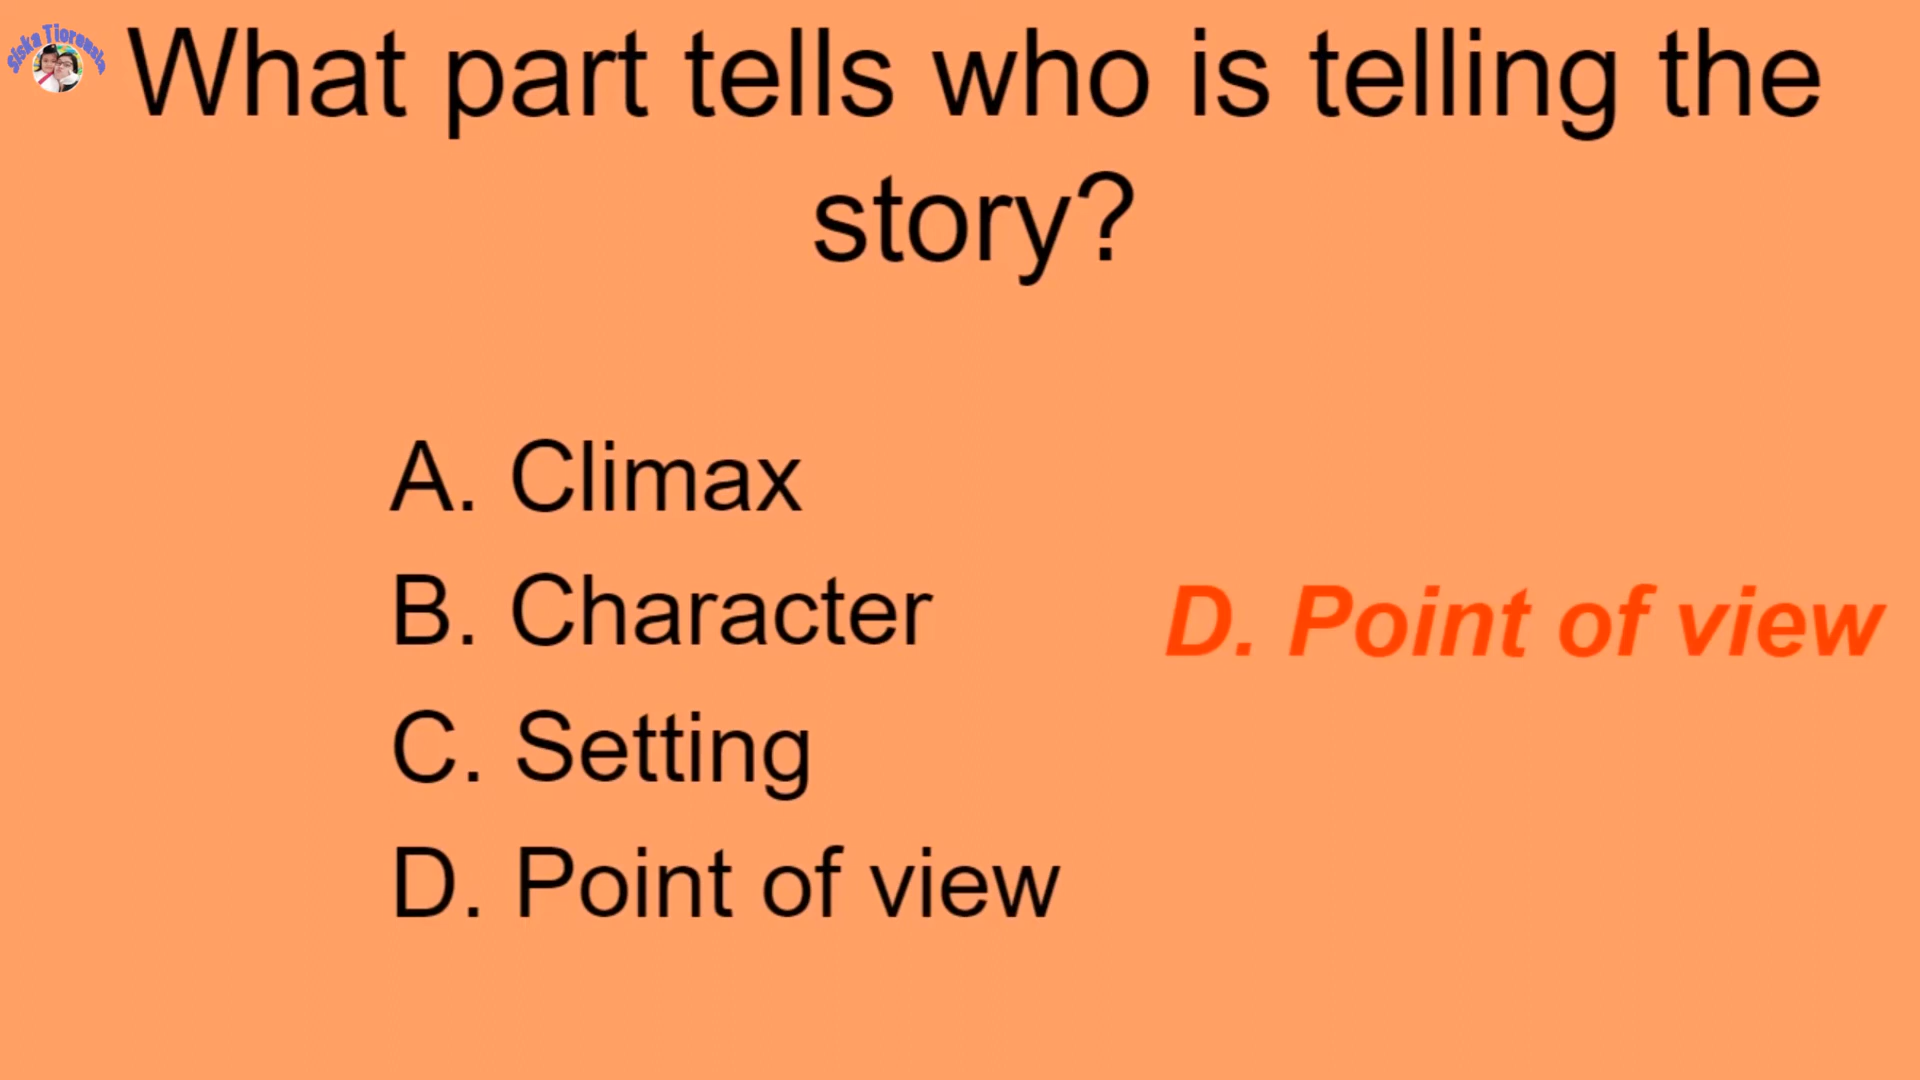 What part tells who is telling the
story?
A. Climax
B. Character
D. Point of view
C. Setting
D. Point of view